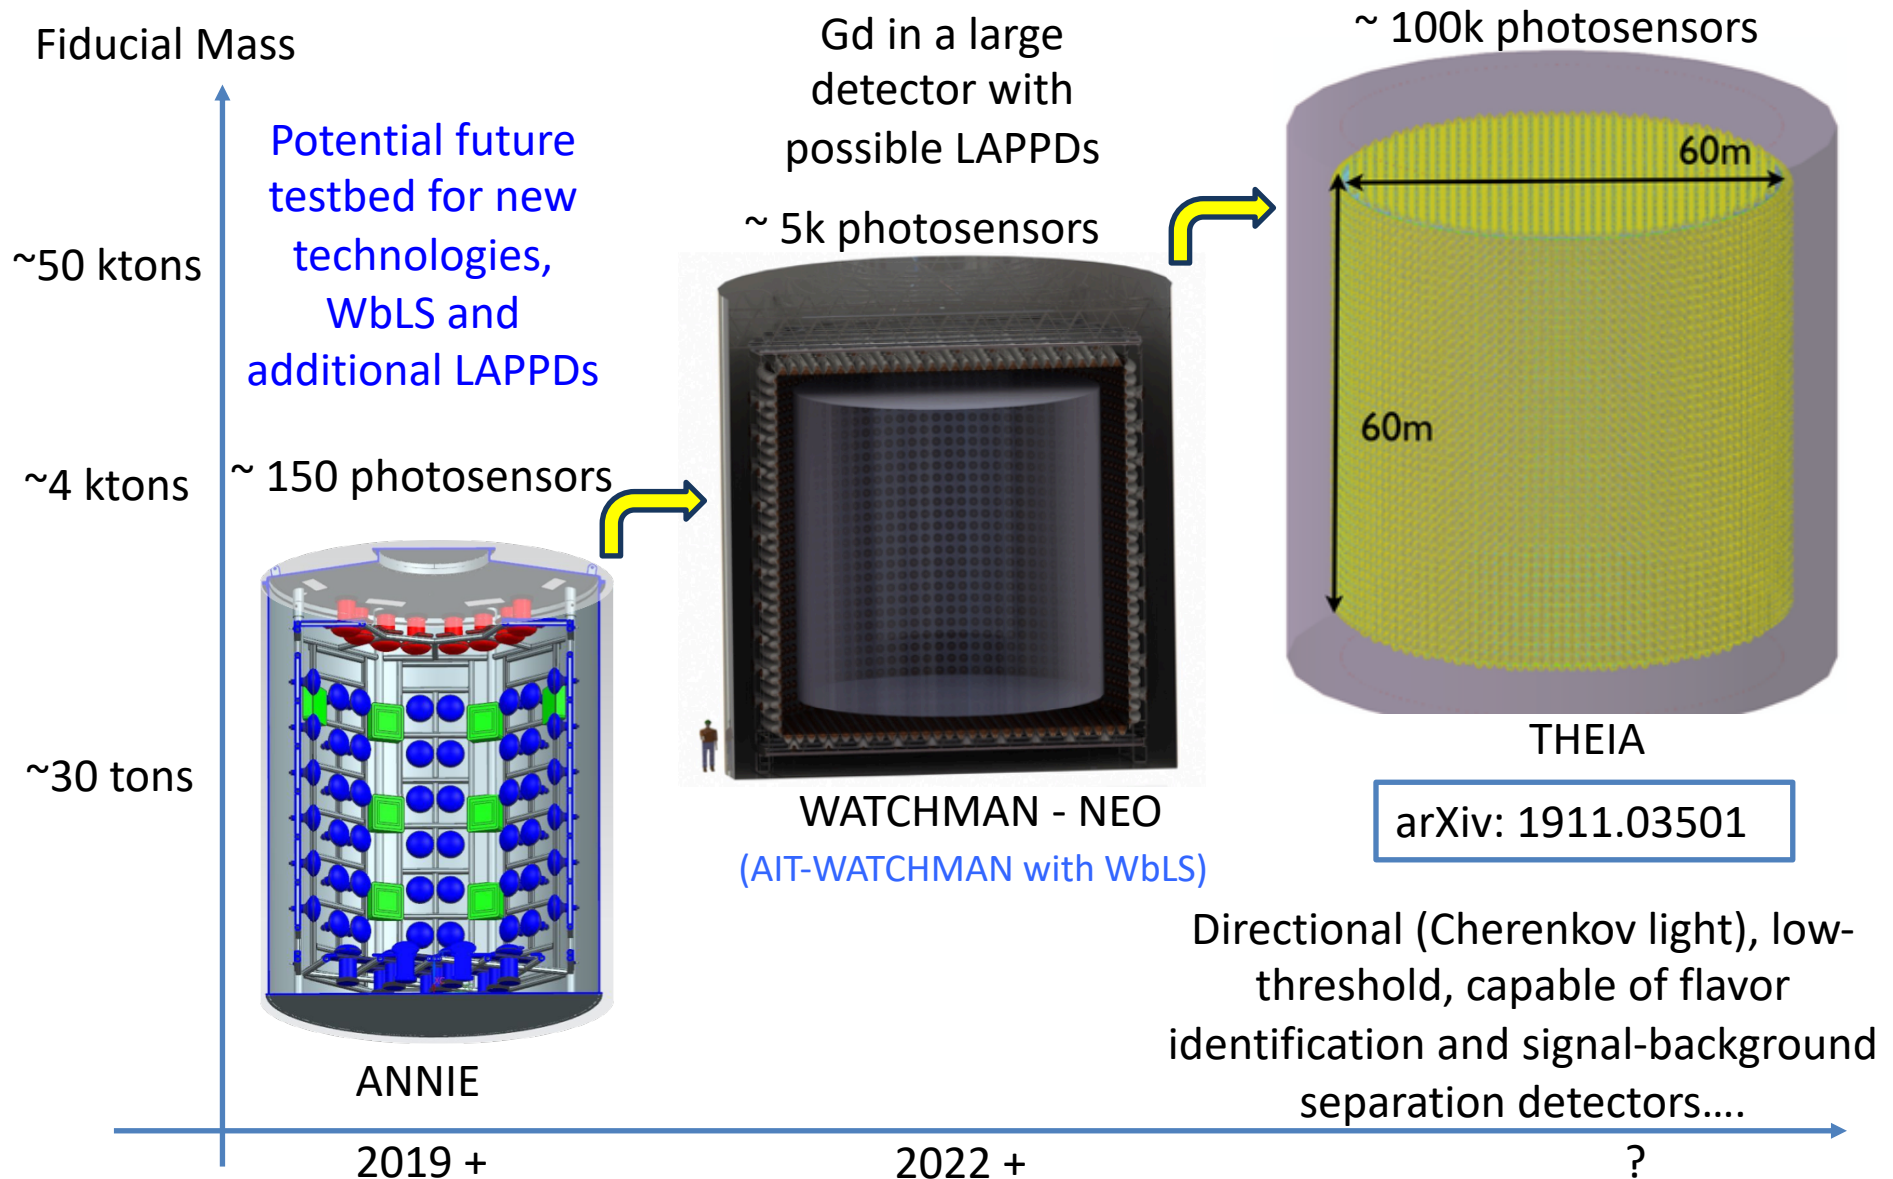 Fiducial Mass
~50 ktons
~4 ktons
~30 tons
Potential future
testbed for new
technologies,
WbLS and
additional LAPPDs
~ 150 photosensors
ANNIE
2019 +
Gd in a large
detector with
possible LAPPDs
~ 5k photosensors
WATCHMAN - NEO
(AIT-WATCHMAN with WbLS)
2022 +
~ 100k photosensors
60m
60m
THEIA
arXiv: 1911.03501
Directional (Cherenkov light), low-
threshold, capable of flavor
identification and signal-background
separation detectors....
?